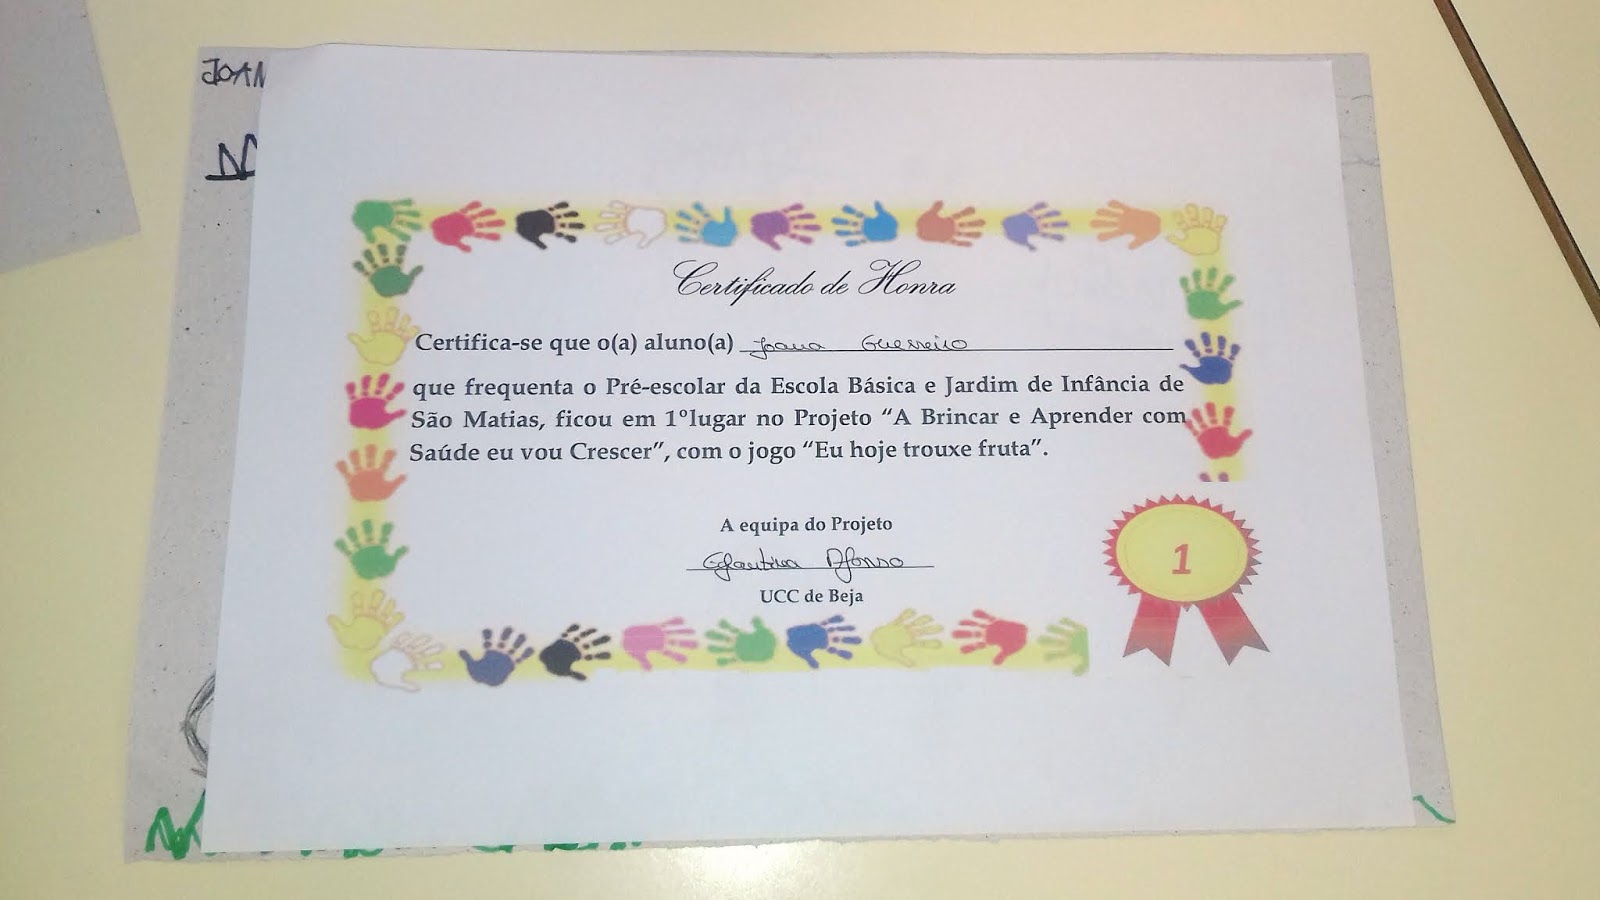 JOAN
Certificado de Honra
Certifica-se que o(a) aluno(a) Joana Guerreiro
que frequenta o Pré-escolar da Escola Básica e Jardim de Infância de
São Matias, ficou em 1ºlugar no Projeto “A Brincar e Aprender com
Saúde eu vou Crescer”, com o jogo “Eu hoje trouxe fruta”.
A equipa do Projeto
Afonso
UCC de Beja
1